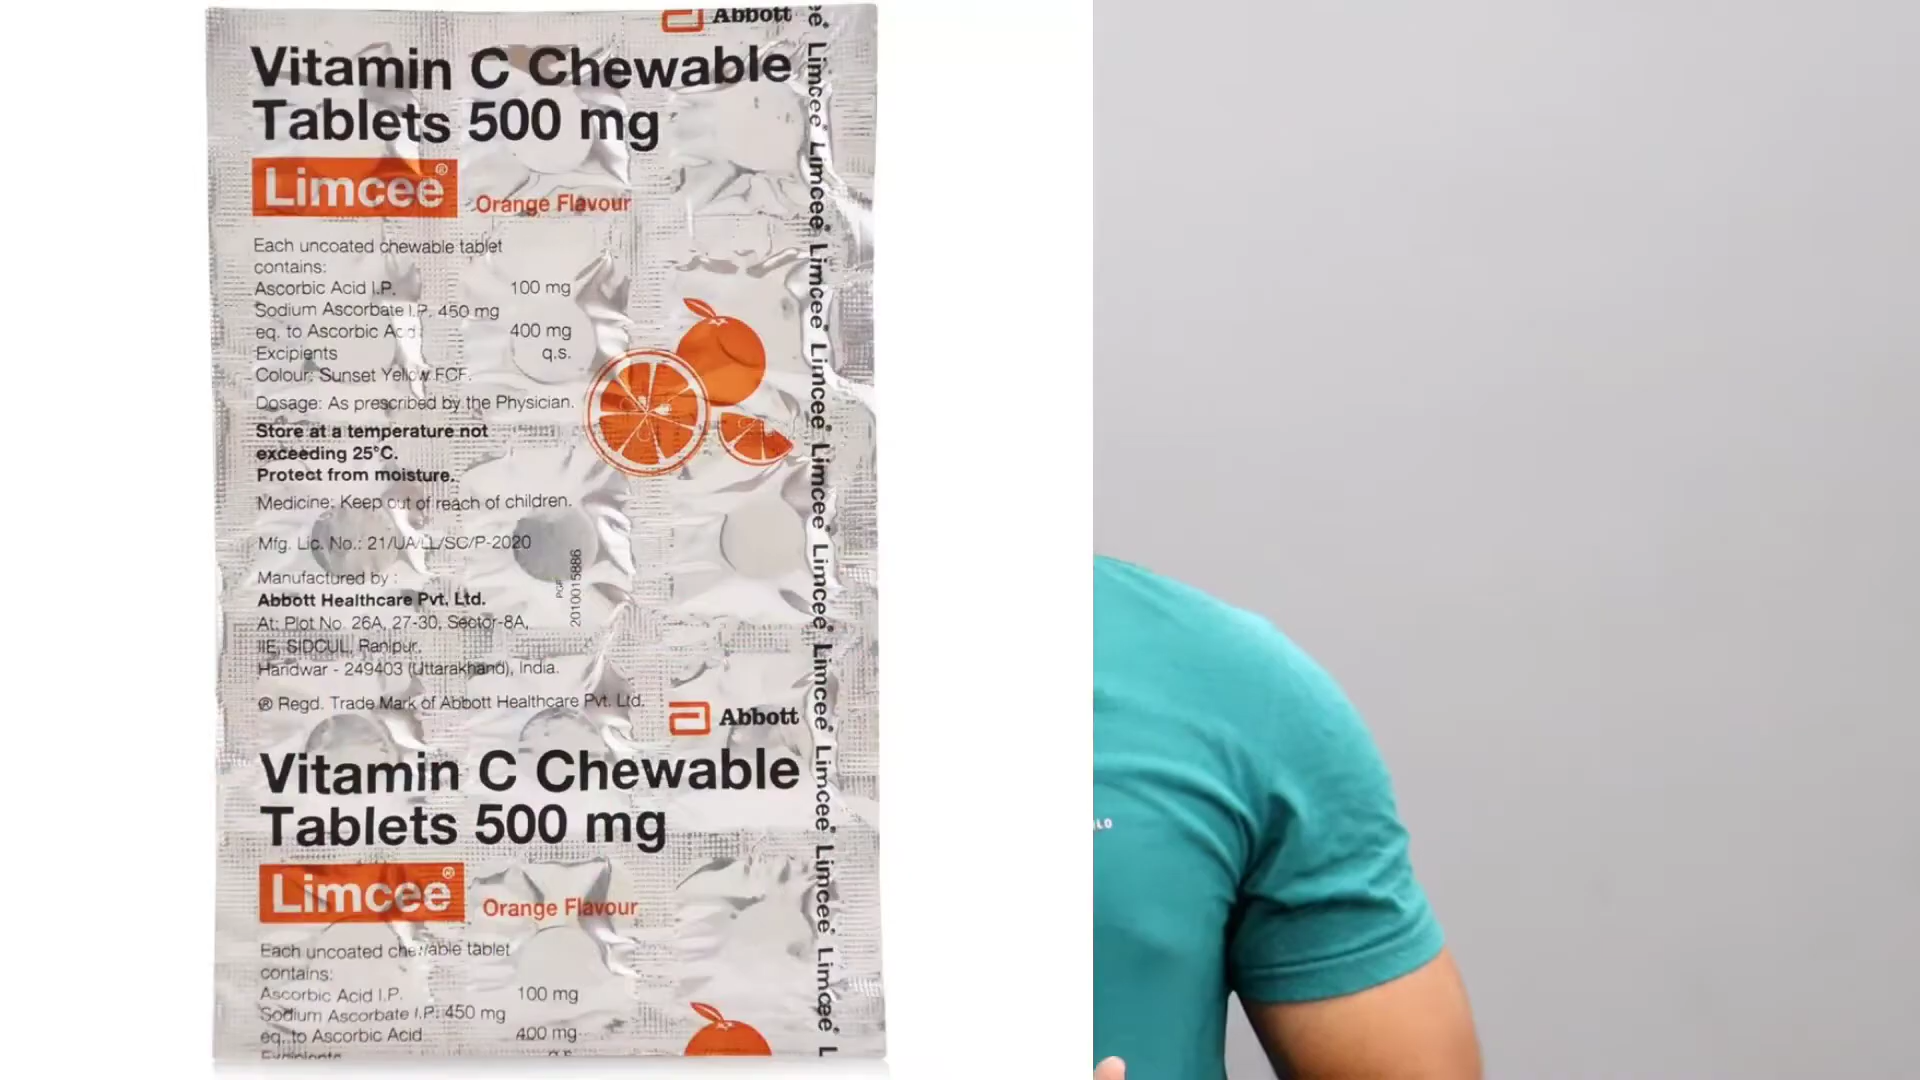 Abbott
Vitamin C Chewable
Tablets 500 mg
Limcee®
Orange Flavour
Each uncoated chewable tablet
contains:
Ascorbic Acid I.P. 100 mg
Sodium Ascorbate I.P. 450 mg
eq. to Ascorbic Acid 400 mg
Excipients q.s.
Colour: Sunset Yellow FCF.
Dosage: As prescribed by the Physician.
Store at a temperature not
exceeding 25°C.
Protect from moisture.
Medicine: Keep out of reach of children.
Mfg. Lic. No.: 21/UA/LL/SC/P-2020
Manufactured by :
Abbott Healthcare Pvt. Ltd.
At: Plot No. 26A, 27-30, Sector-8A,
IIE, SIDCUL, Ranipur,
Haridwar - 249403 (Uttarakhand), India.
® Regd. Trade Mark of Abbott Healthcare Pvt. Ltd.
2010015886
Abbott
Vitamin C Chewable
Tablets 500 mg
Limcee®
Orange Flavour
Each uncoated chewable tablet
contains:
Ascorbic Acid I.P. 100 mg
Sodium Ascorbate I.P. 450 mg
eq. to Ascorbic Acid 400 mg
Excipients
Limcee® Limcee® Limcee® Limcee® Limcee® Limcee® Limcee® Limcee® Limcee® Limcee®